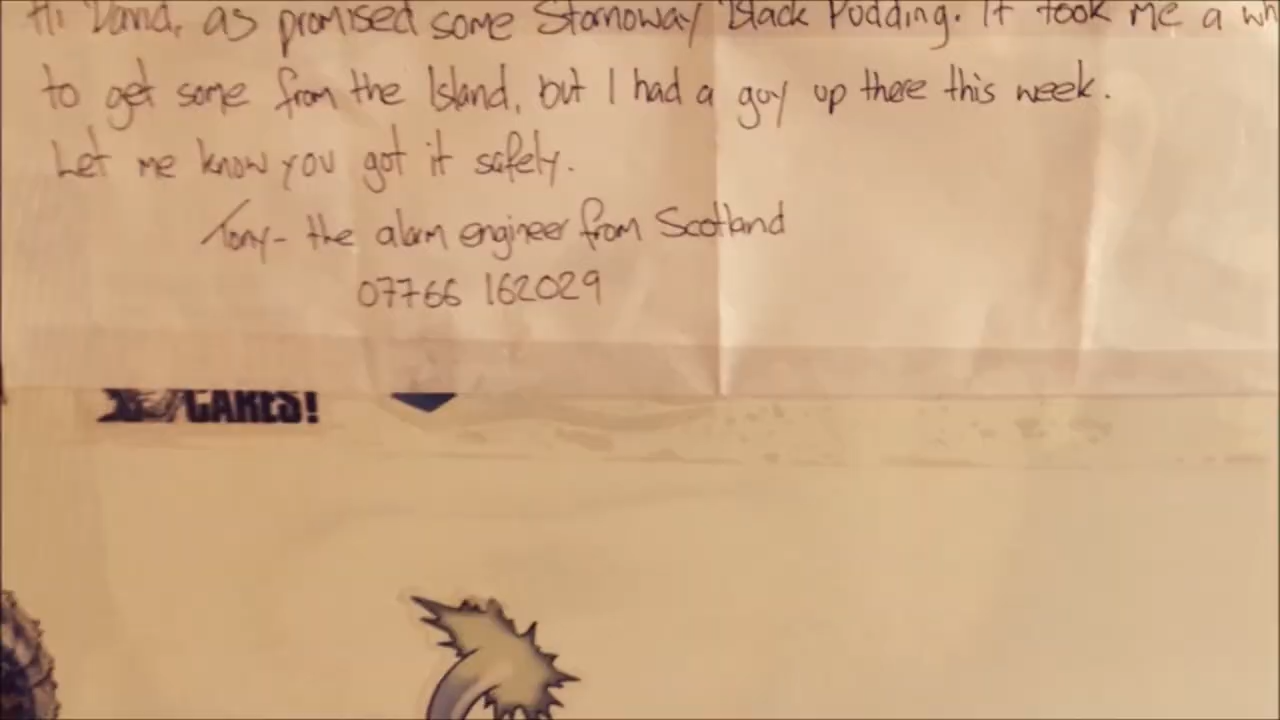 Hi David, as promised some Stornoway Black Pudding. It took me a wh
to get some from the Island, but I had a guy up there this week.
Let me know you got it safely.
Tony - the alarm engineer from Scotland
07766 162029